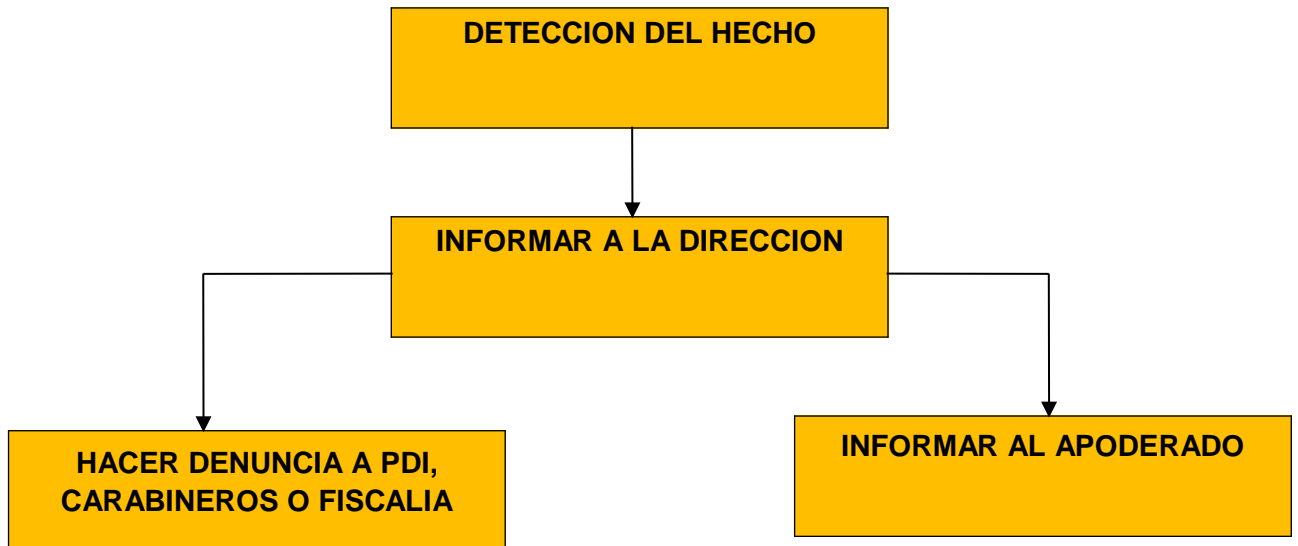 DETECCION DEL HECHO
INFORMAR A LA DIRECCION
HACER DENUNCIA A PDI,
CARABINEROS O FISCALIA
INFORMAR AL APODERADO